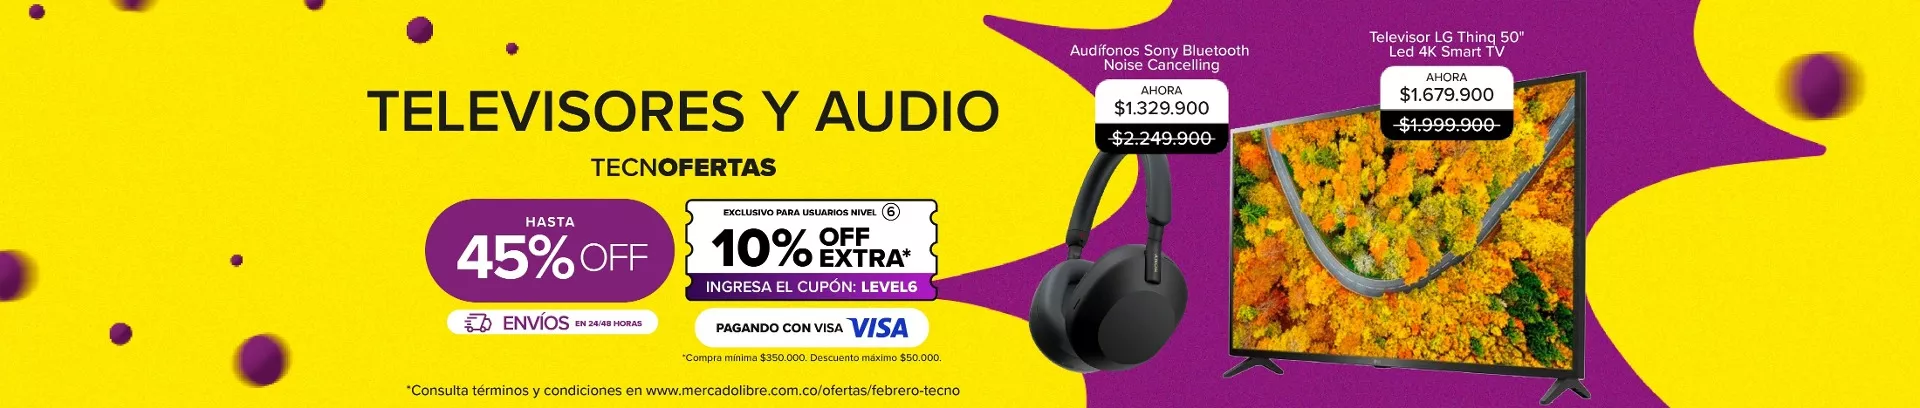 TELEVISORES Y AUDIO
TECNOFERTAS
HASTA
45% OFF
ENVÍOS EN 24/48 HORAS
EXCLUSIVO PARA USUARIOS NIVEL 6
10% OFF
EXTRA*
INGRESA EL CUPÓN: LEVEL6
PAGANDO CON VISA VISA
*Compra mínima $350.000. Descuento máximo $50.000.
*Consulta términos y condiciones en www.mercadolibre.com.co/ofertas/febrero-tecno
Audífonos Sony Bluetooth
Noise Cancelling
AHORA
$1.329.900
$2.249.900
Televisor LG Thinq 50"
Led 4K Smart TV
AHORA
$1.679.900
$1.999.900